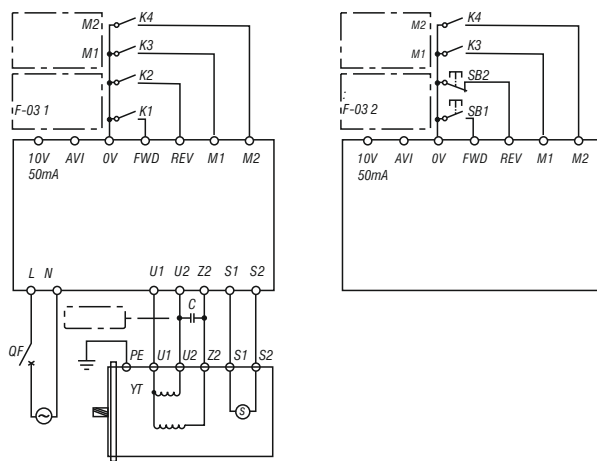 M2 K4
M1 K3
K2
F-03 1
K1
10V AVI 0V FWD REV M1 M2
50mA
L N U1 U2 Z2 S1 S2
C
QF
PE U1 U2 Z2 S1 S2
YT
S
M2 K4
M1 K3
SB2
:
F-03 2
SB1
10V AVI 0V FWD REV M1 M2
50mA